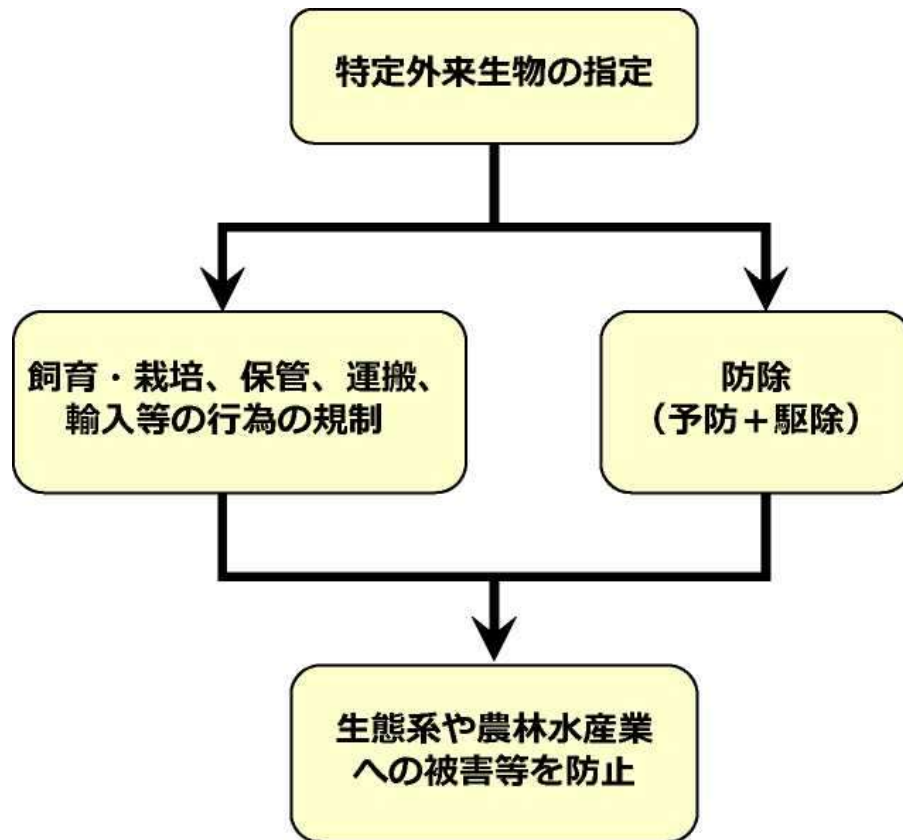 特定外来生物の指定
飼育・栽培、保管、運搬、
輸入等の行為の規制
防除
（予防＋駆除）
生態系や農林水産業
への被害等を防止